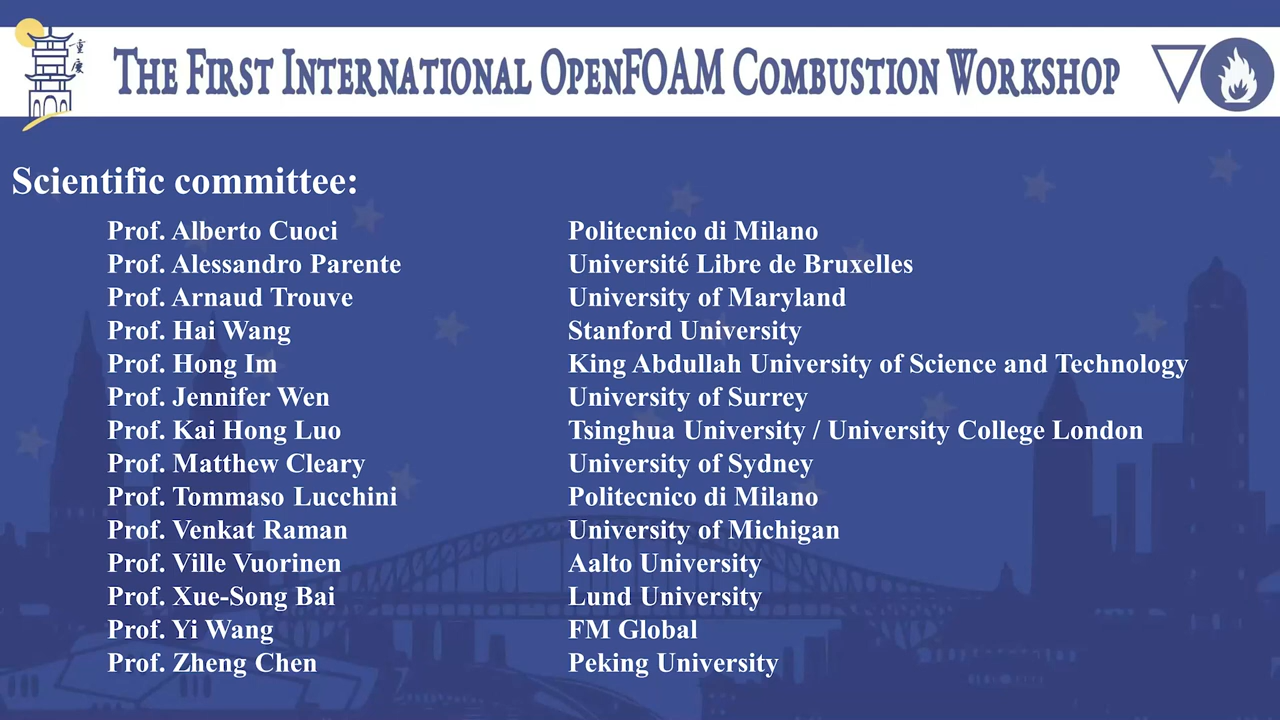 重
慶
THE FIRST INTERNATIONAL OPENFOAM COMBUSTION WORKSHOP
Scientific committee:
Prof. Alberto Cuoci Politecnico di Milano
Prof. Alessandro Parente Université Libre de Bruxelles
Prof. Arnaud Trouve University of Maryland
Prof. Hai Wang Stanford University
Prof. Hong Im King Abdullah University of Science and Technology
Prof. Jennifer Wen University of Surrey
Prof. Kai Hong Luo Tsinghua University / University College London
Prof. Matthew Cleary University of Sydney
Prof. Tommaso Lucchini Politecnico di Milano
Prof. Venkat Raman University of Michigan
Prof. Ville Vuorinen Aalto University
Prof. Xue-Song Bai Lund University
Prof. Yi Wang FM Global
Prof. Zheng Chen Peking University